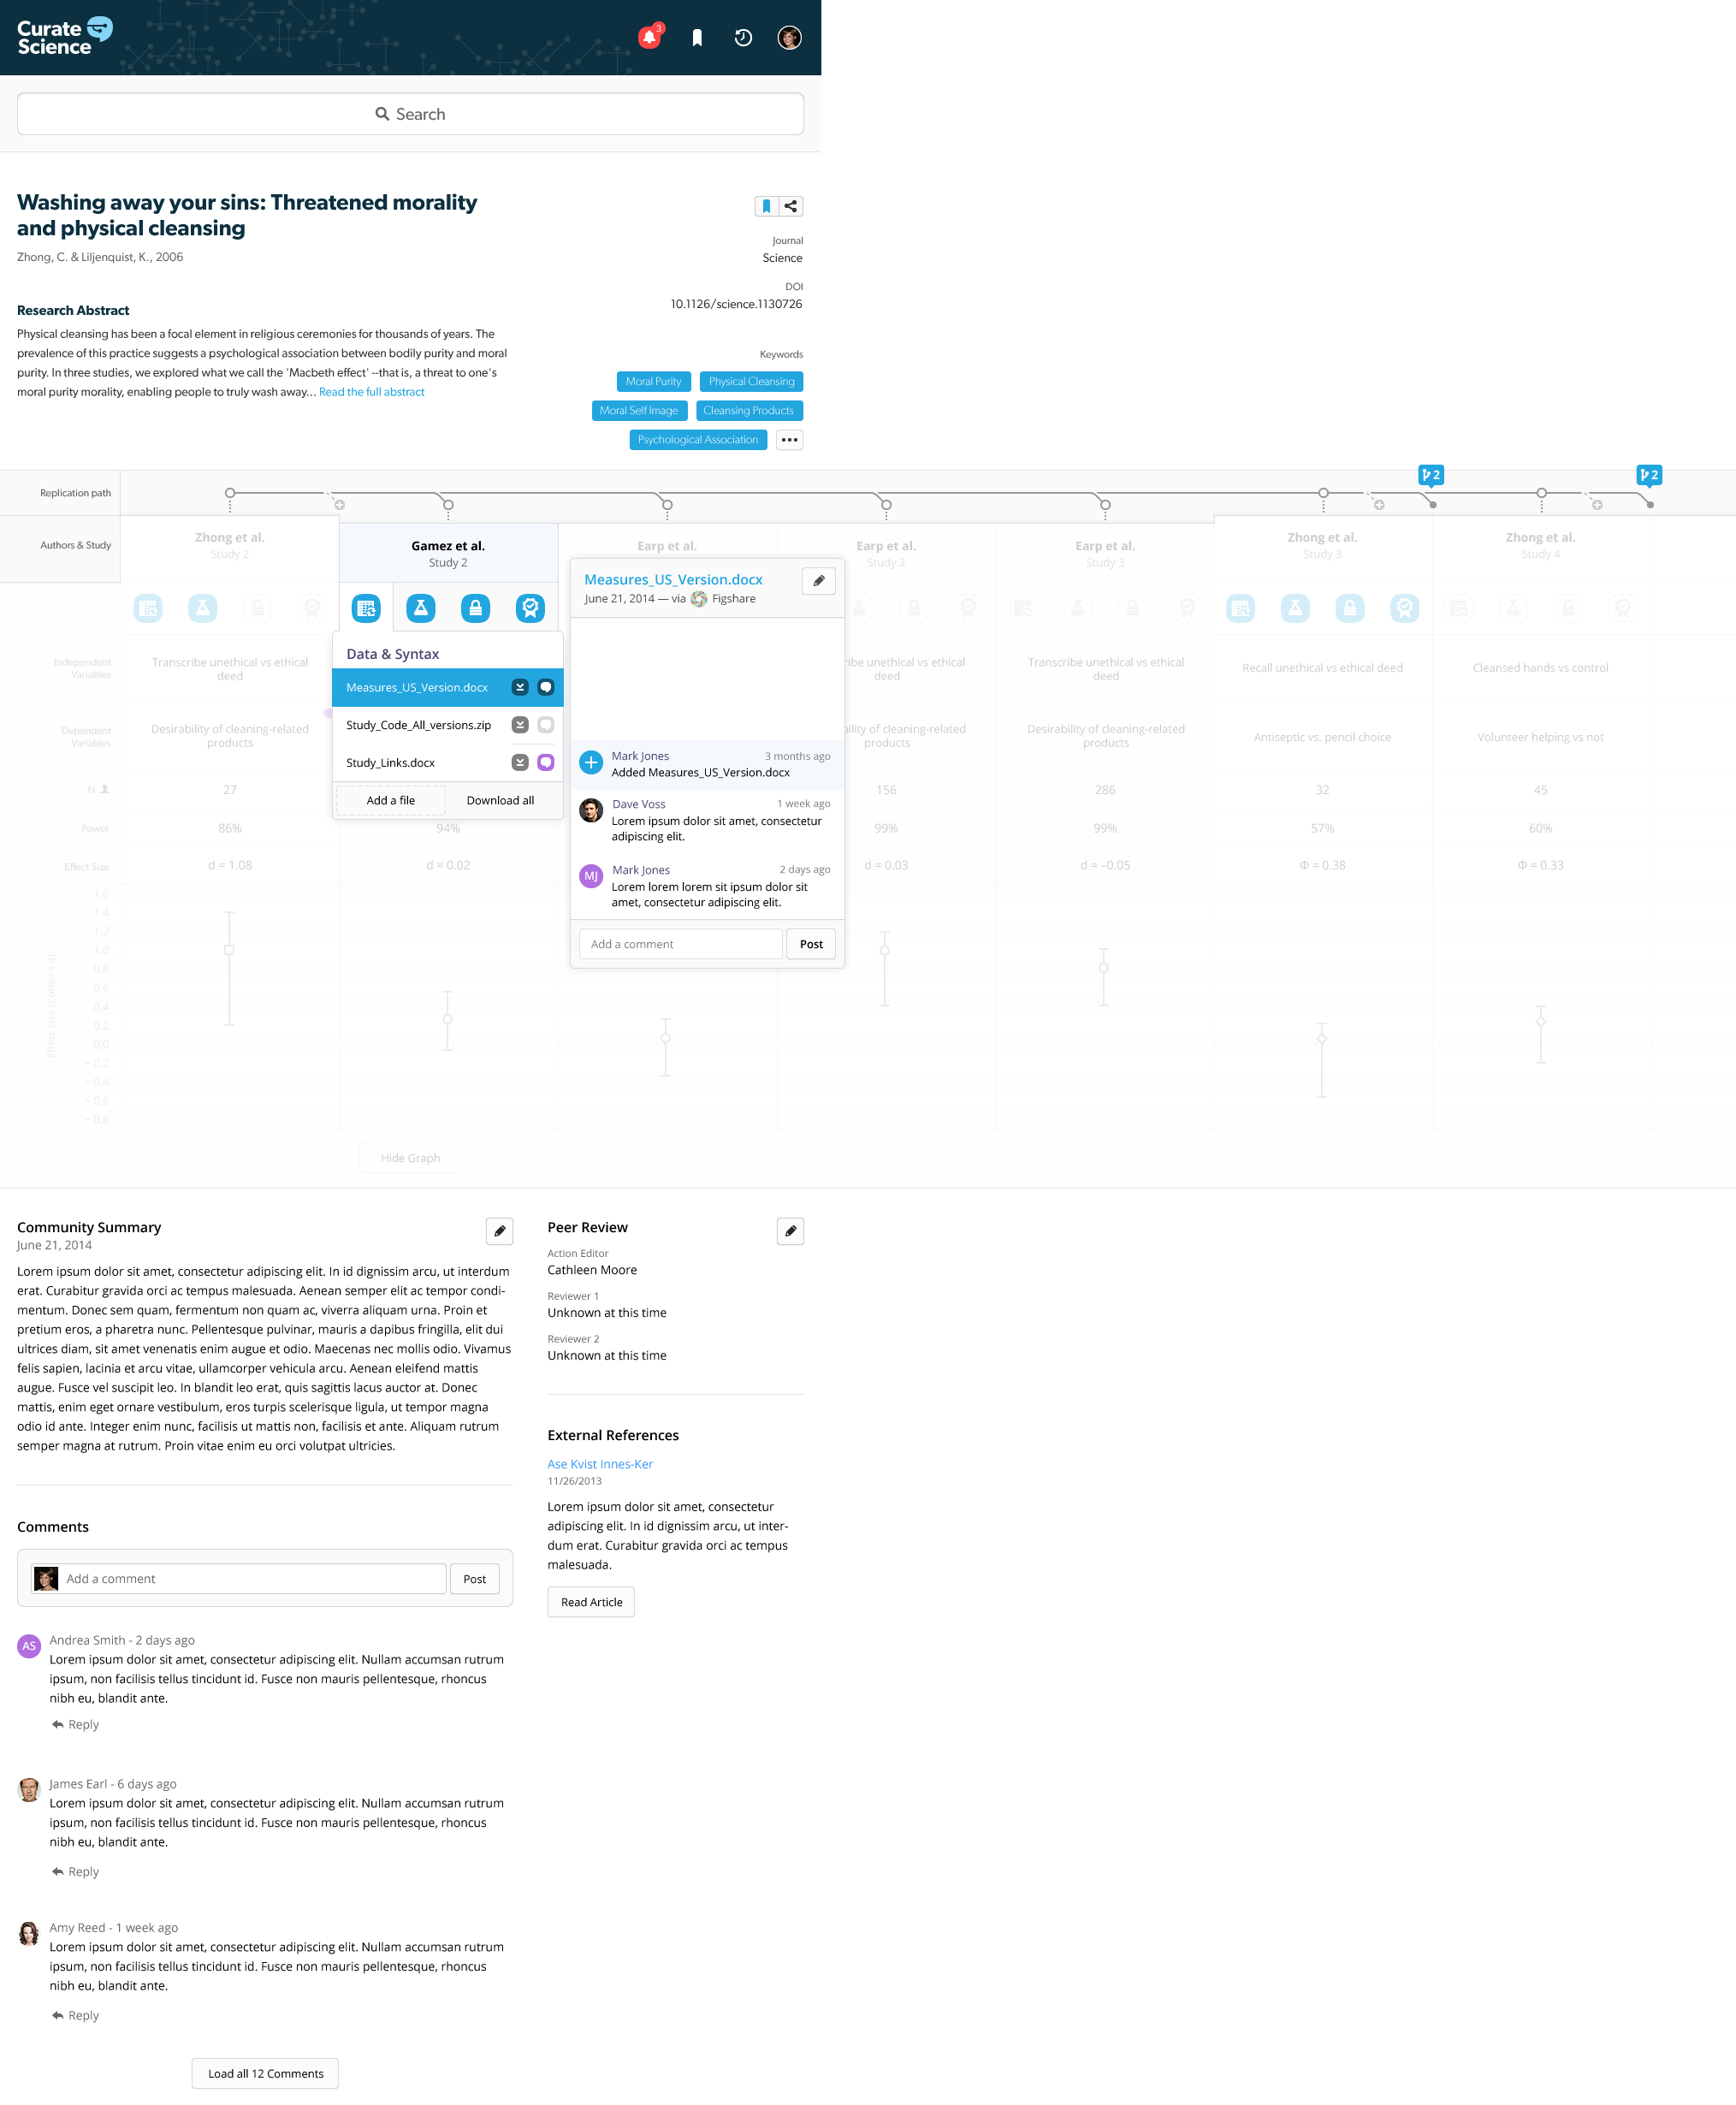 Curate
Science
3
Search
Washing away your sins: Threatened morality
and physical cleansing
Zhong, C. & Liljenquist, K., 2006
Journal
Science
DOI
10.1126/science.1130726
Research Abstract
Physical cleansing has been a focal element in religious ceremonies for thousands of years. The
prevalence of this practice suggests a psychological association between bodily purity and moral
purity. In three studies, we explored what we call the 'Macbeth effect' --that is, a threat to one's
moral purity morality, enabling people to truly wash away... Read the full abstract
Keywords
Moral Purity
Physical Cleansing
Moral Self Image
Cleansing Products
Psychological Association
Replication path
2
2
Authors & Study
Zhong et al.
Study 2
Gamez et al.
Study 2
Earp et al.
Earp et al.
Study 2
Earp et al.
Study 3
Zhong et al.
Study 3
Zhong et al.
Study 4
Independent
Variables
Transcribe unethical vs ethical
deed
ibe unethical vs ethical
deed
Transcribe unethical vs ethical
deed
Recall unethical vs ethical deed
Cleansed hands vs control
Dependent
Variables
Desirability of cleaning-related
products
bility of cleaning-related
products
Desirability of cleaning-related
products
Antiseptic vs. pencil choice
Volunteer helping vs not
N
27
156
286
32
45
Power
86%
94%
99%
99%
57%
60%
Effect Size
d = 1.08
d = 0.02
d = 0.03
d = –0.05
Φ = 0.38
Φ = 0.33
Effect Size (Cohen's d)
1.6
1.4
1.2
1.0
0.8
0.6
0.4
0.2
0.0
– 0.2
– 0.4
– 0.6
– 0.8
Hide Graph
Data & Syntax
Measures_US_Version.docx
Study_Code_All_versions.zip
Study_Links.docx
Add a file
Download all
Measures_US_Version.docx
June 21, 2014 — via Figshare
Mark Jones
3 months ago
Added Measures_US_Version.docx
Dave Voss
1 week ago
Lorem ipsum dolor sit amet, consectetur
adipiscing elit.
MJ
Mark Jones
2 days ago
Lorem lorem lorem sit ipsum dolor sit
amet, consectetur adipiscing elit.
Add a comment
Post
Community Summary
June 21, 2014
Lorem ipsum dolor sit amet, consectetur adipiscing elit. In id dignissim arcu, ut interdum
erat. Curabitur gravida orci ac tempus malesuada. Aenean semper elit ac tempor condi-
mentum. Donec sem quam, fermentum non quam ac, viverra aliquam urna. Proin et
pretium eros, a pharetra nunc. Pellentesque pulvinar, mauris a dapibus fringilla, elit dui
ultrices diam, sit amet venenatis enim augue et odio. Maecenas nec mollis odio. Vivamus
felis sapien, lacinia et arcu vitae, ullamcorper vehicula arcu. Aenean eleifend mattis
augue. Fusce vel suscipit leo. In blandit leo erat, quis sagittis lacus auctor at. Donec
mattis, enim eget ornare vestibulum, eros turpis scelerisque ligula, ut tempor magna
odio id ante. Integer enim nunc, facilisis ut mattis non, facilisis et ante. Aliquam rutrum
semper magna at rutrum. Proin vitae enim eu orci volutpat ultricies.
Peer Review
Action Editor
Cathleen Moore
Reviewer 1
Unknown at this time
Reviewer 2
Unknown at this time
External References
Ase Kvist Innes-Ker
11/26/2013
Lorem ipsum dolor sit amet, consectetur
adipiscing elit. In id dignissim arcu, ut inter-
dum erat. Curabitur gravida orci ac tempus
malesuada.
Read Article
Comments
Add a comment
Post
AS
Andrea Smith - 2 days ago
Lorem ipsum dolor sit amet, consectetur adipiscing elit. Nullam accumsan rutrum
ipsum, non facilisis tellus tincidunt id. Fusce non mauris pellentesque, rhoncus
nibh eu, blandit ante.
Reply
James Earl - 6 days ago
Lorem ipsum dolor sit amet, consectetur adipiscing elit. Nullam accumsan rutrum
ipsum, non facilisis tellus tincidunt id. Fusce non mauris pellentesque, rhoncus
nibh eu, blandit ante.
Reply
Amy Reed - 1 week ago
Lorem ipsum dolor sit amet, consectetur adipiscing elit. Nullam accumsan rutrum
ipsum, non facilisis tellus tincidunt id. Fusce non mauris pellentesque, rhoncus
nibh eu, blandit ante.
Reply
Load all 12 Comments